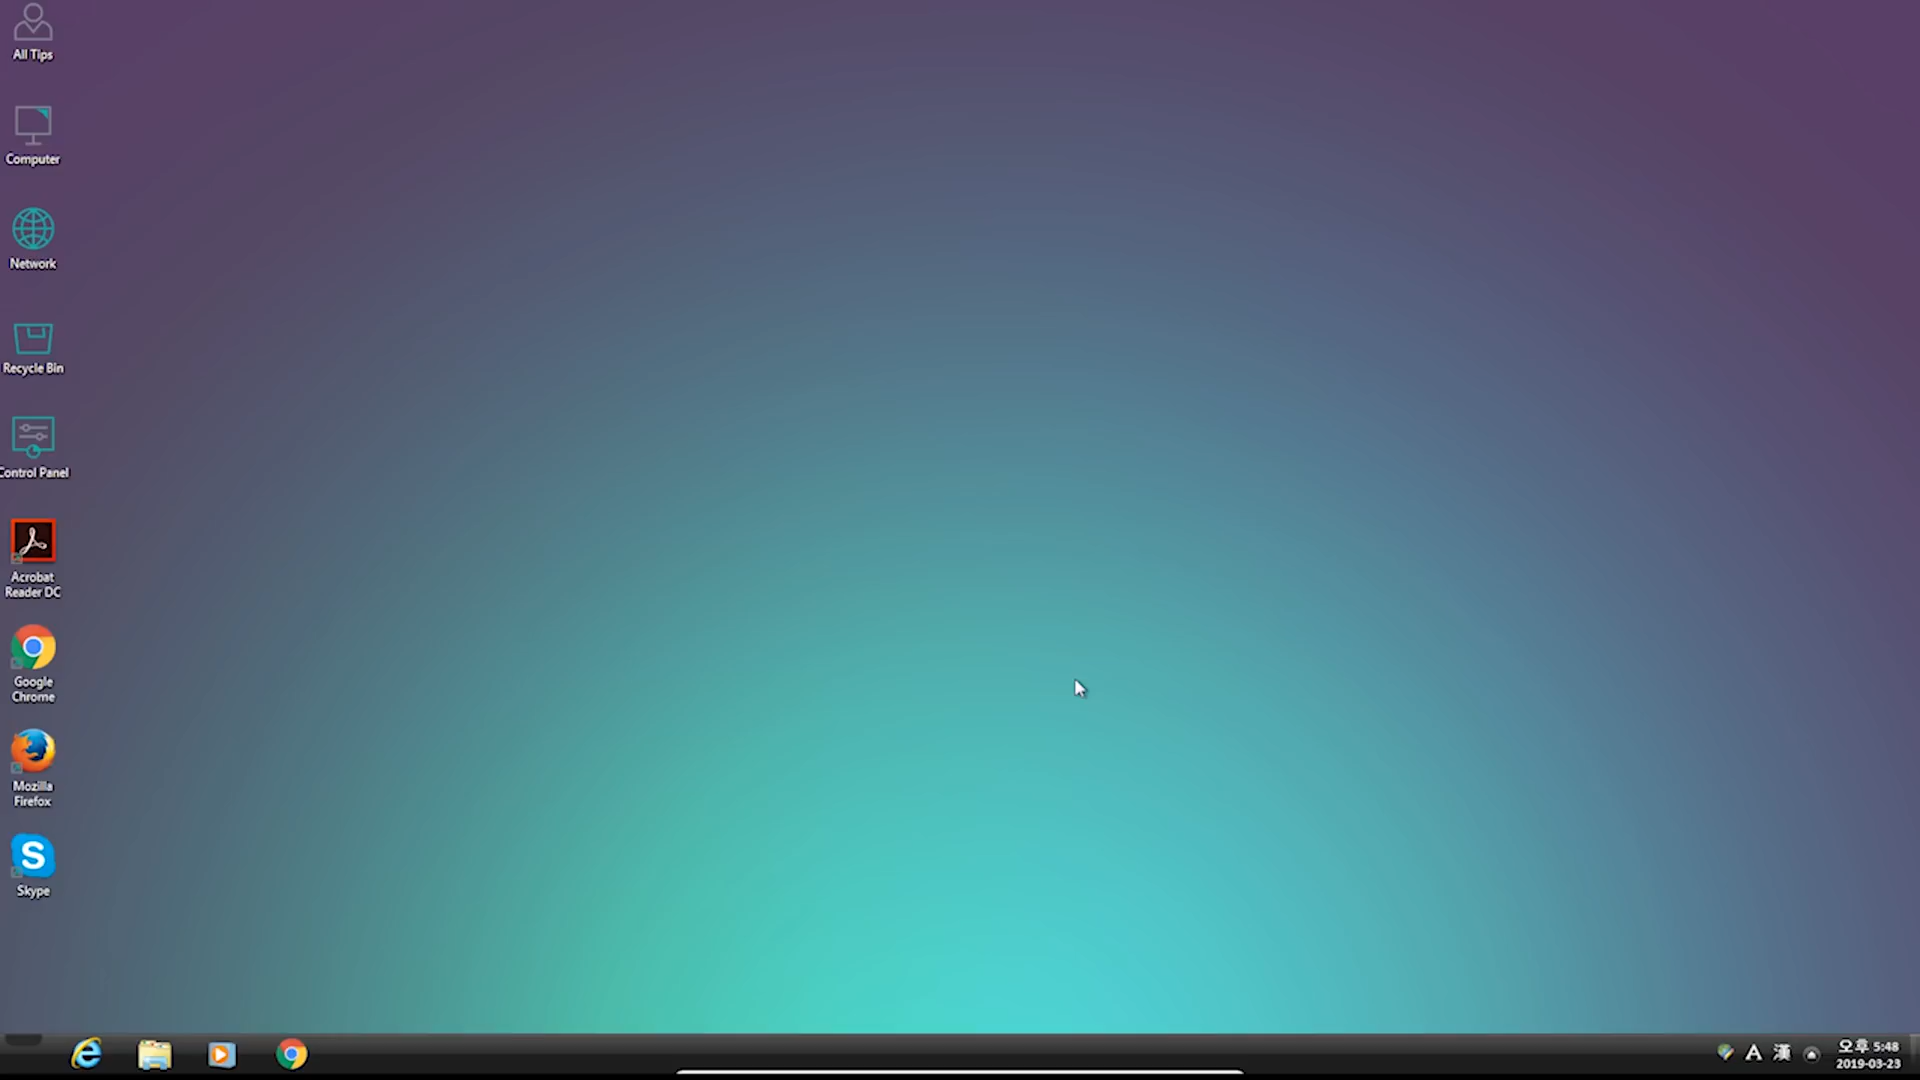 All Tips
Computer
Network
Recycle Bin
Control Panel
Acrobat
Reader DC
Google
Chrome
Mozilla
Firefox
S
Skype
A 漢 오후 5:48
2019-03-23